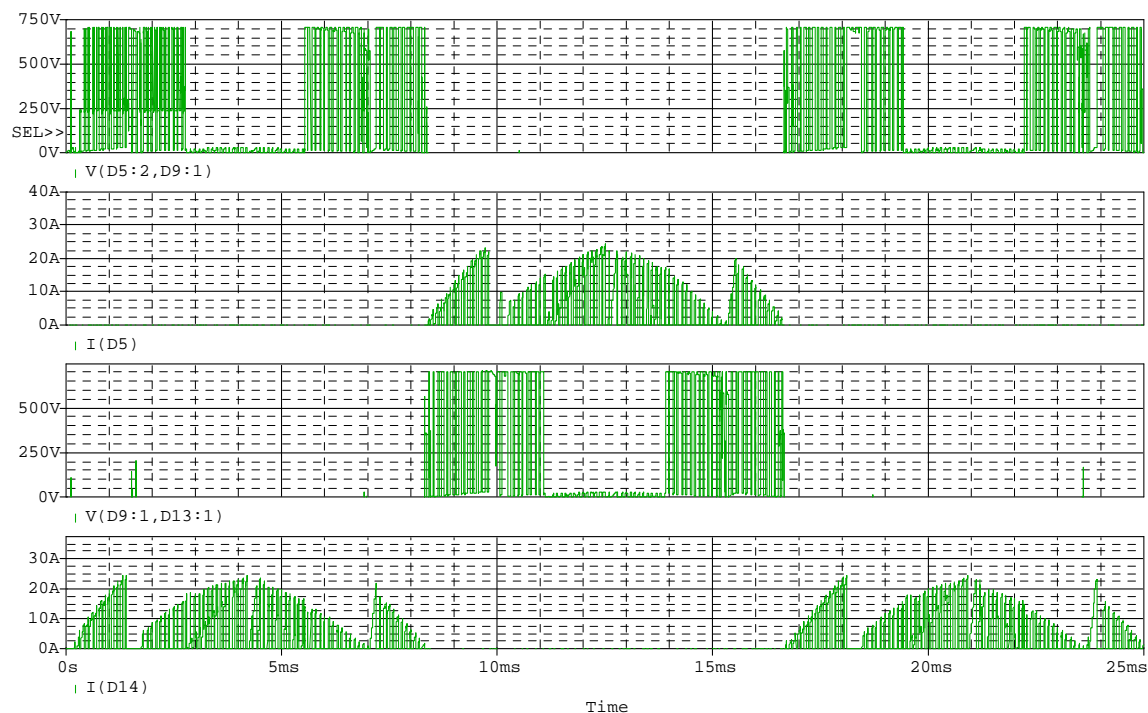 750V
500V
250V
SEL>>
0V
V(D5:2,D9:1)
40A
30A
20A
10A
0A
I(D5)
500V
250V
0V
V(D9:1,D13:1)
30A
20A
10A
0A
0s 5ms 10ms 15ms 20ms 25ms
I(D14)
Time